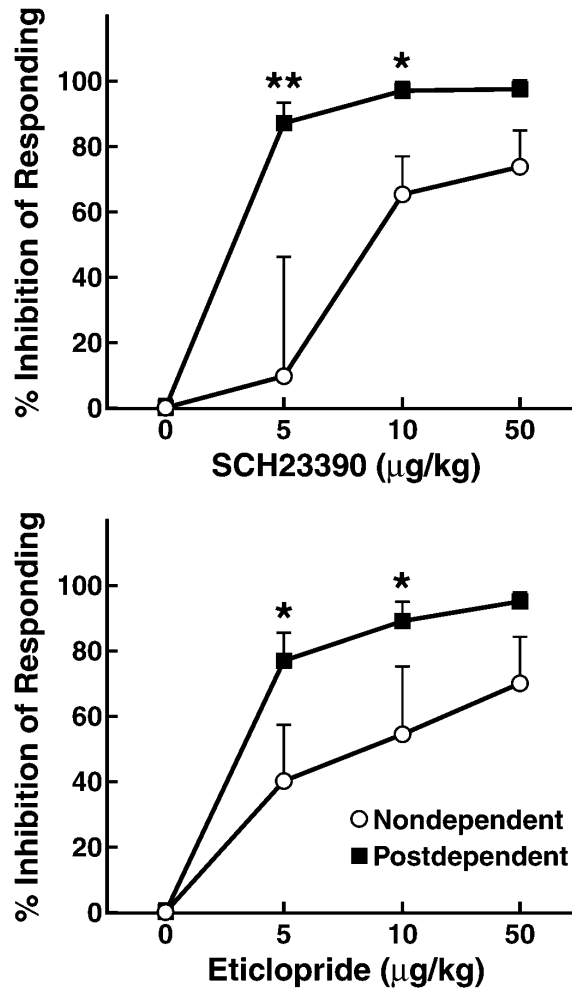 % Inhibition of Responding
100
80
60
40
20
0
** *
0 5 10 50
SCH23390 (μg/kg)
% Inhibition of Responding
100
80
60
40
20
0
* *
Nondependent
Postdependent
0 5 10 50
Eticlopride (μg/kg)